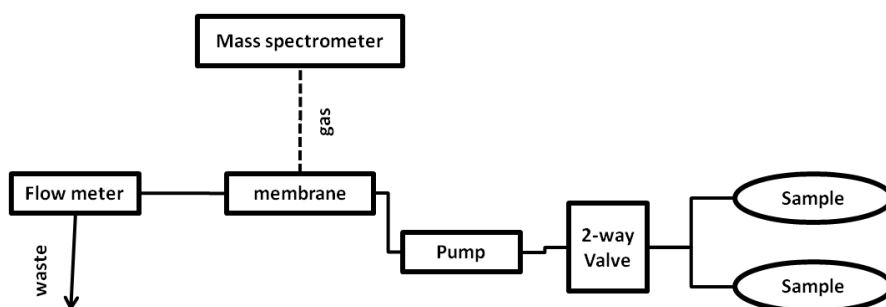 Mass spectrometer
gas
Flow meter
membrane
Sample
2-way
Valve
Pump
waste
Sample